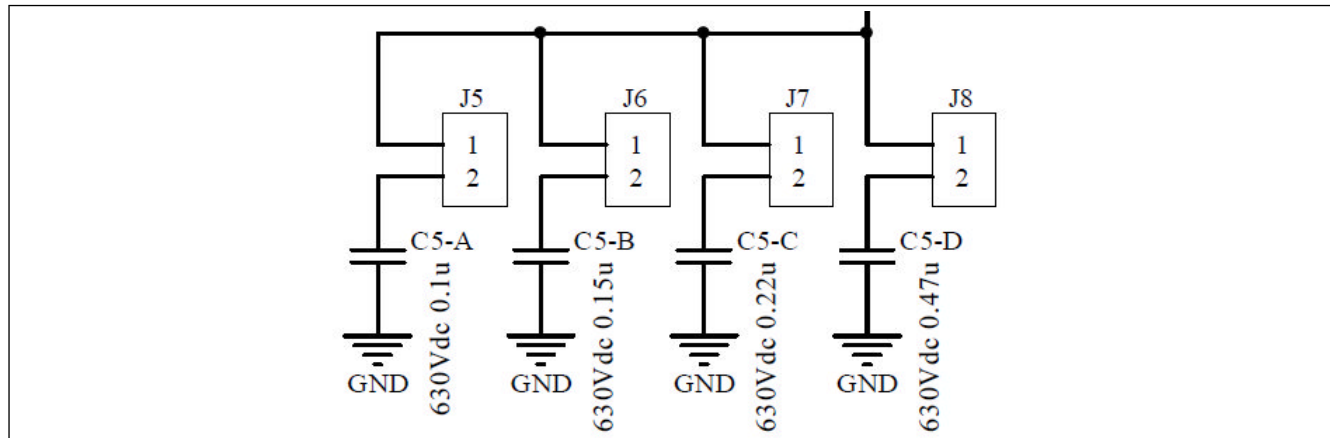 J5 J6 J7 J8
1 1 1 1
2 2 2 2
C5-A C5-B C5-C C5-D
630Vdc 0.1u
630Vdc 0.15u
630Vdc 0.22u
630Vdc 0.47u
GND GND GND GND